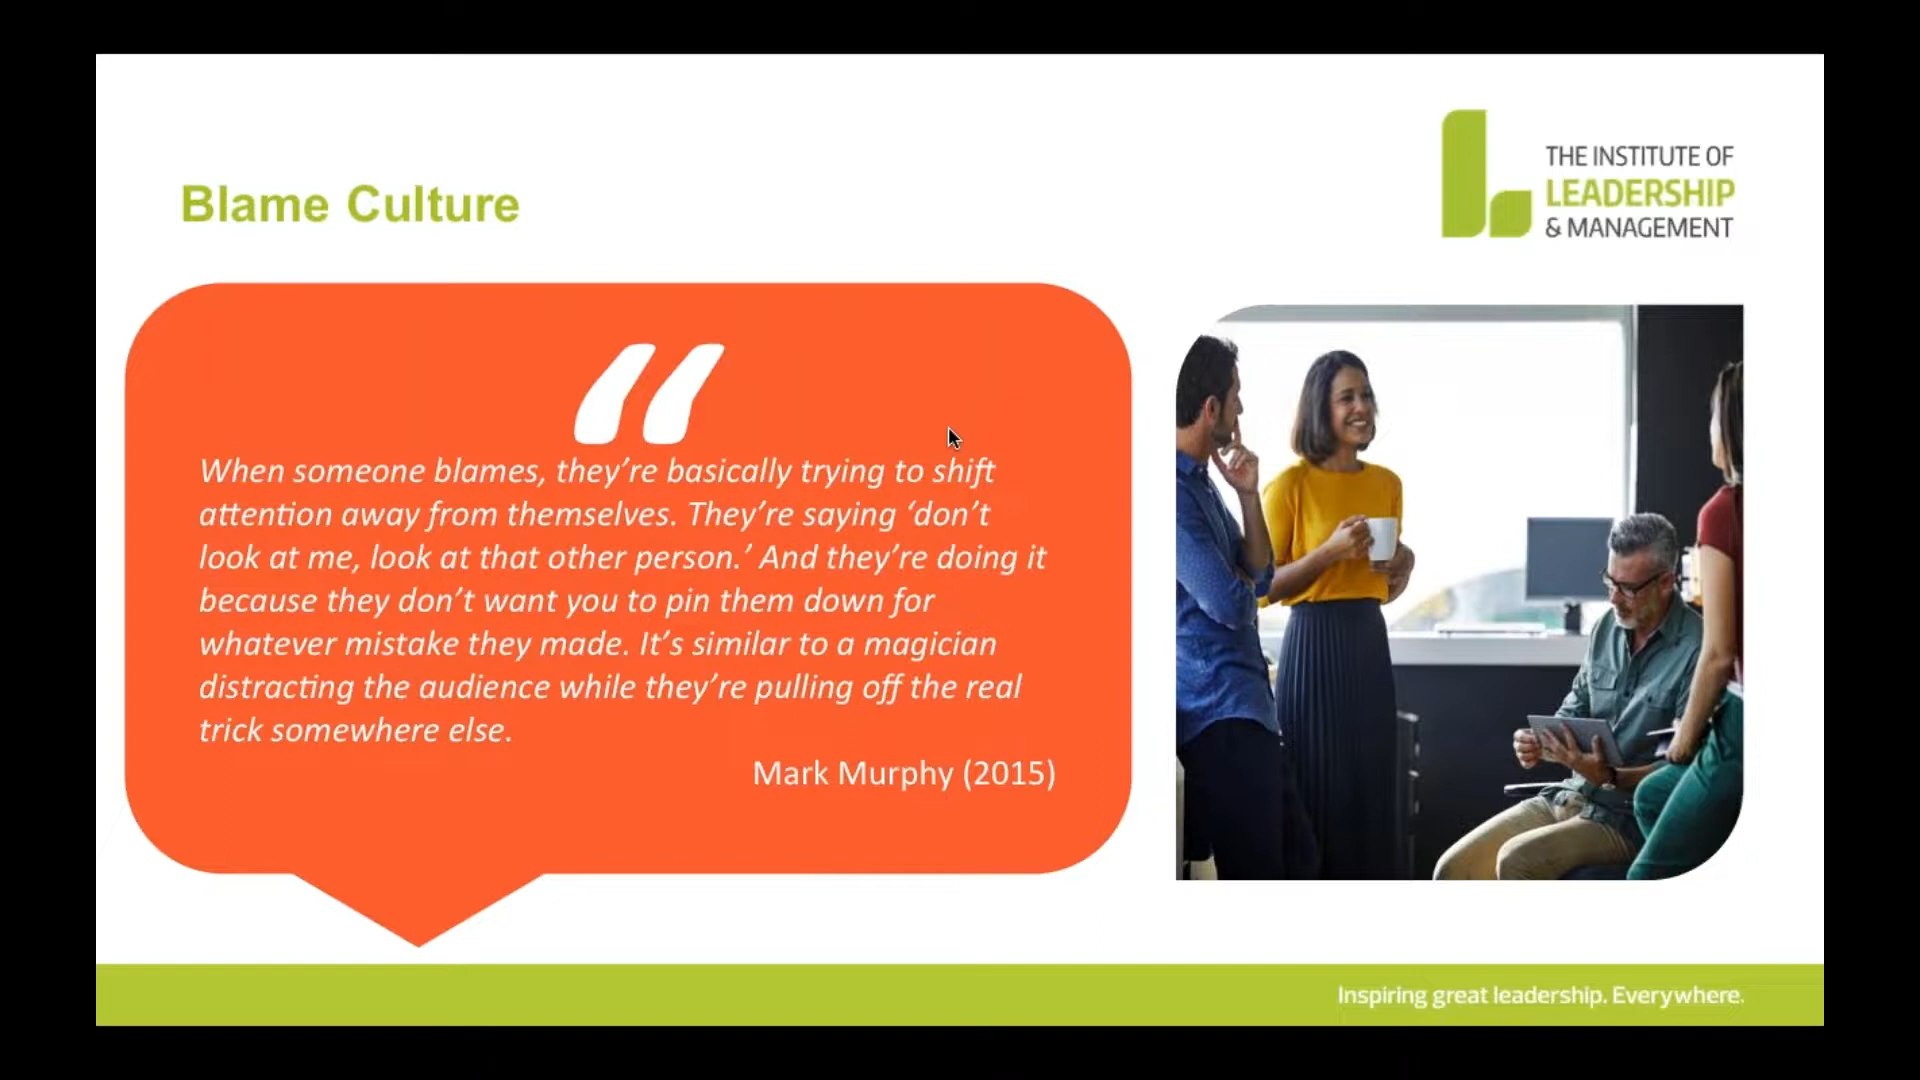 Blame Culture
THE INSTITUTE OF
LEADERSHIP
& MANAGEMENT
“
When someone blames, they’re basically trying to shift
attention away from themselves. They’re saying ‘don’t
look at me, look at that other person.’ And they’re doing it
because they don’t want you to pin them down for
whatever mistake they made. It’s similar to a magician
distracting the audience while they’re pulling off the real
trick somewhere else.
Mark Murphy (2015)
Inspiring great leadership. Everywhere.